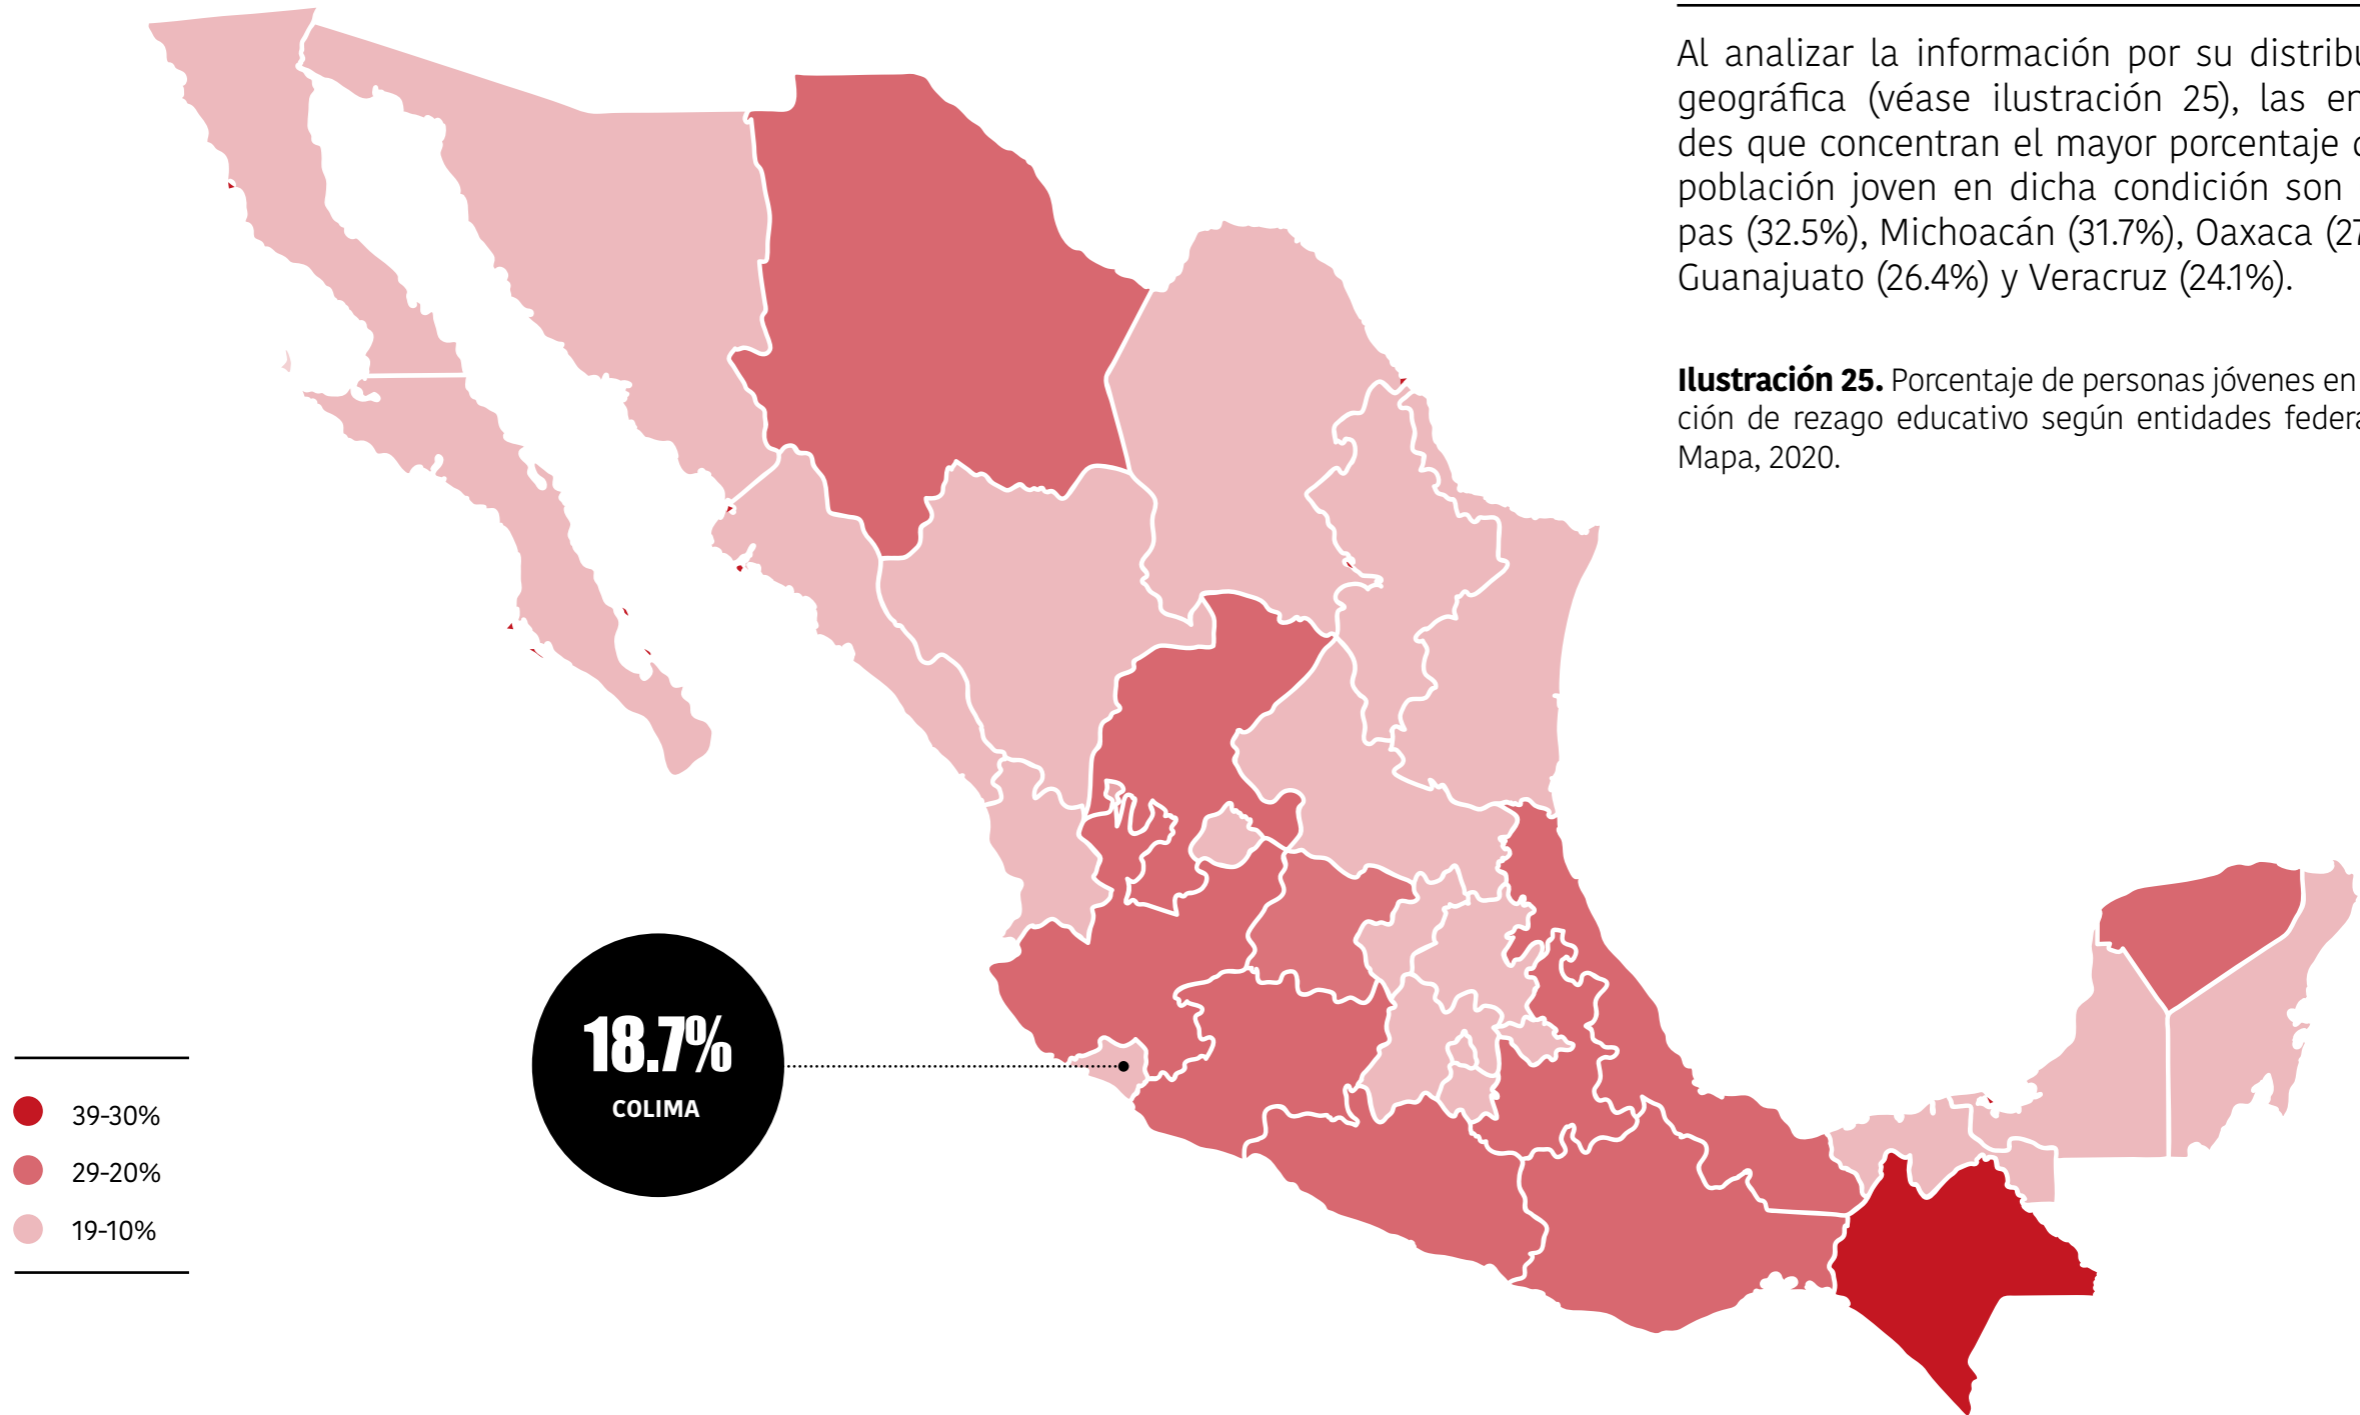 Al analizar la información por su distribu
geográfica (véase ilustración 25), las en
des que concentran el mayor porcentaje
población joven en dicha condición son
pas (32.5%), Michoacán (31.7%), Oaxaca (27
Guanajuato (26.4%) y Veracruz (24.1%).
Ilustración 25. Porcentaje de personas jóvenes en
ción de rezago educativo según entidades federa
Mapa, 2020.
18.7%
COLIMA
39-30%
29-20%
19-10%